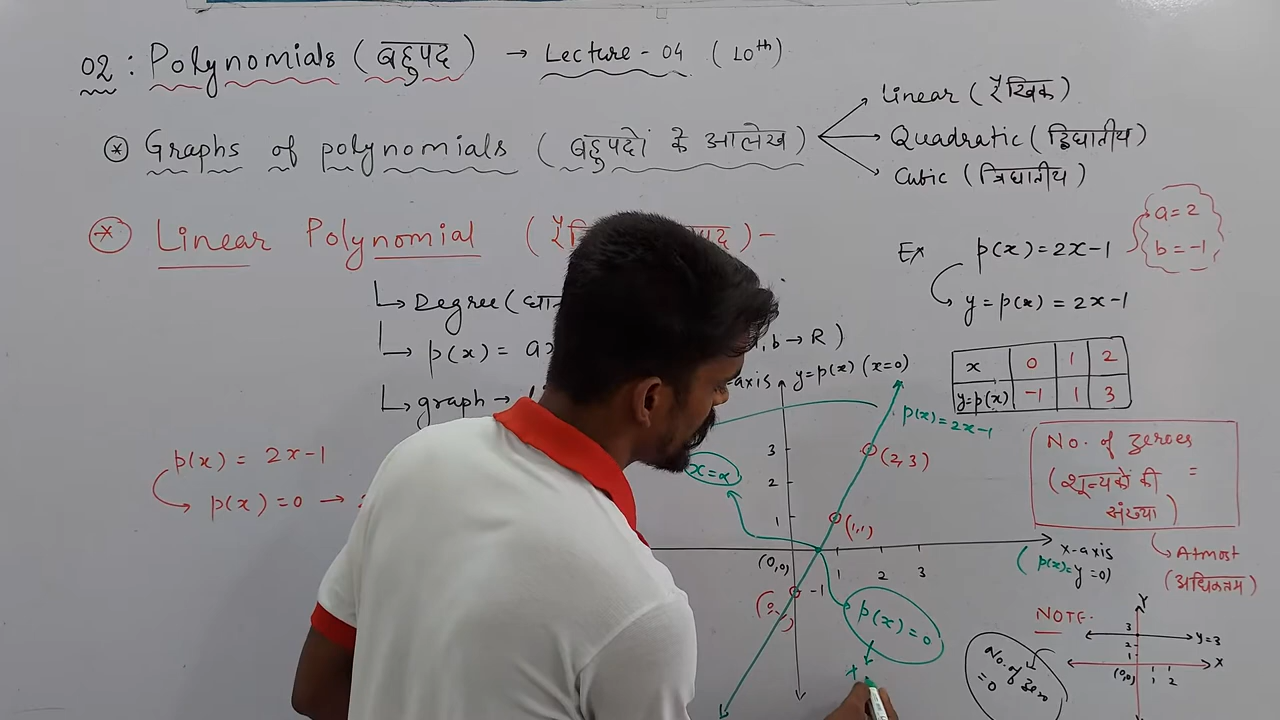 02 : Polynomials ( बहुपद ) → Lecture - 04 ( 10th )
⊛ Graphs of polynomials ( बहुपदों के आलेख )
Linear ( रैखिक )
Quadratic ( द्विघातीय )
Cubic ( त्रिघातीय )
⊛ Linear Polynomial ( ) -
Degree (
p(x) =
graph →
, b → R )
p(x) = 2x-1
p(x) = 0 →
Ex p(x) = 2x-1
a = 2
b = -1
y = p(x) = 2x-1
x 0 1 2
y=p(x) -1 1 3
axis y=p(x) (x=0)
p(x) = 2x-1
3
2
1
(2,3)
(1,1)
x=α
(0,0) 1 2 3
-1
x-axis
( p(x)= y=0)
p(x)=0
x
No. of zeroes
(शून्यकों की =
संख्या )
Atmost
(अधिकतम)
NOTE:
No. of zero
= 0
Y
3
2
1
y=3
X
(0,0) 1 2